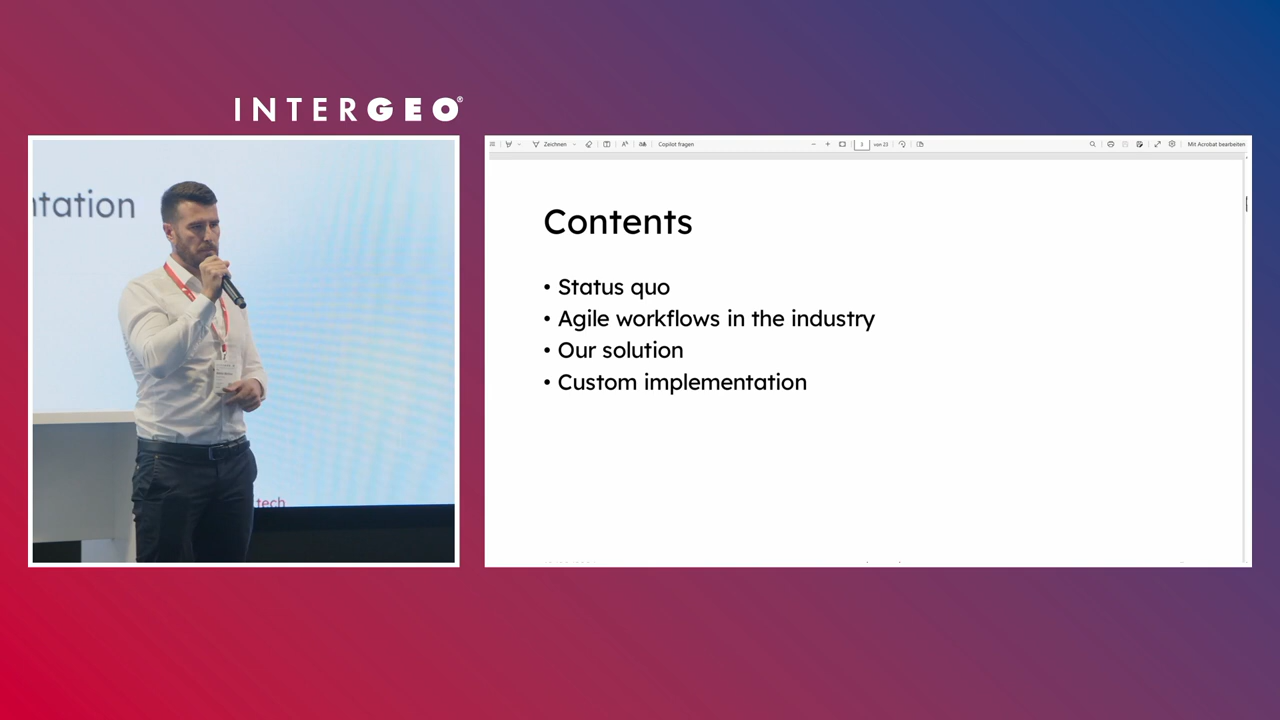 INTERGEO®
ntation
tech
Zeichnen
Copilot fragen
3 von 23
Mit Acrobat bearbeiten
Contents
• Status quo
• Agile workflows in the industry
• Our solution
• Custom implementation